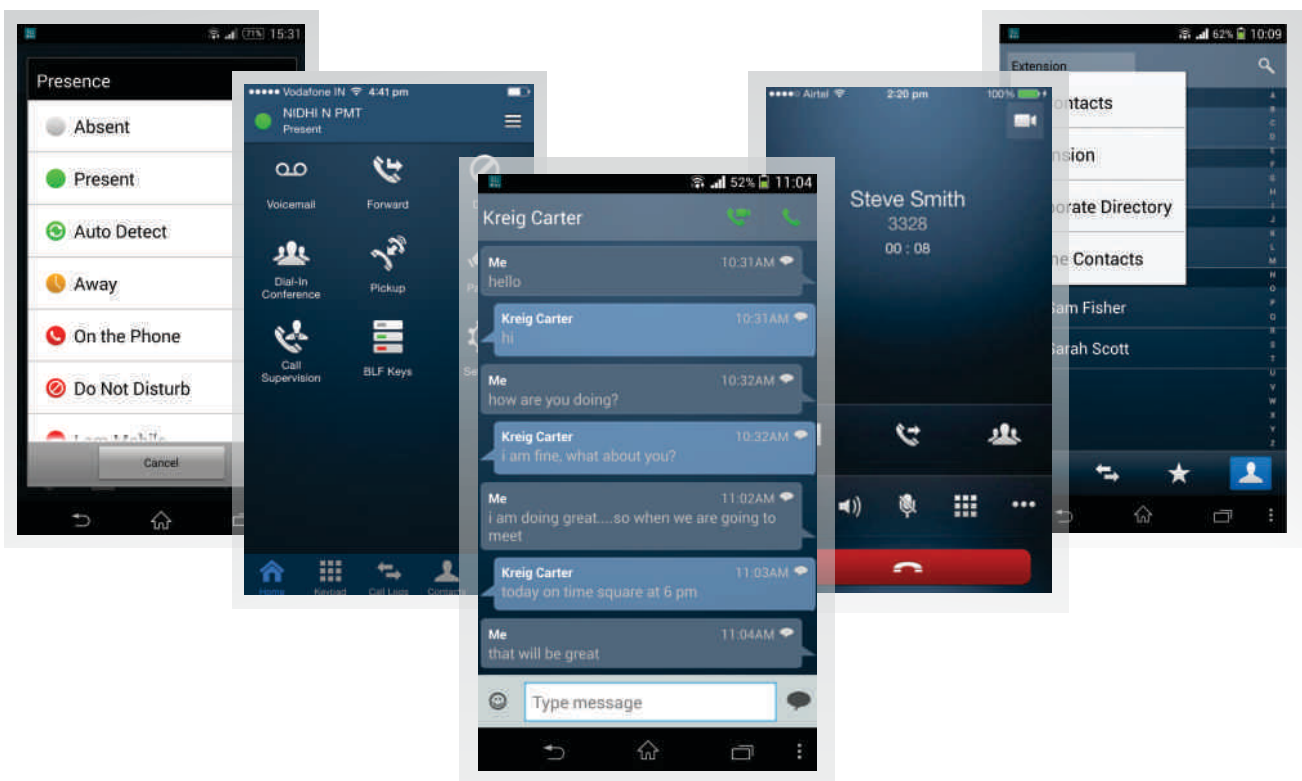 71% 15:31
Presence
Absent
Present
Auto Detect
Away
On the Phone
Do Not Disturb
I am Mobile
Cancel
Vodafone IN 4:41 pm
NIDHI N PMT
Present
Voicemail
Forward
Dial-In
Conference
Pickup
Call
Supervision
BLF Keys
Home
Keypad
Call Logs
Contacts
52% 11:04
Kreig Carter
Me 10:31AM
hello
Kreig Carter 10:31AM
hi
Me 10:32AM
how are you doing?
Kreig Carter 10:32AM
i am fine, what about you?
Me 11:02AM
i am doing great....so when we are going to
meet
Kreig Carter 11:03AM
today on time square at 6 pm
Me 11:04AM
that will be great
Type message
Airtel 2:20 pm 100%
Steve Smith
3328
00 : 08
62% 10:09
Extension
ntacts
nsion
orate Directory
ne Contacts
Sam Fisher
Sarah Scott